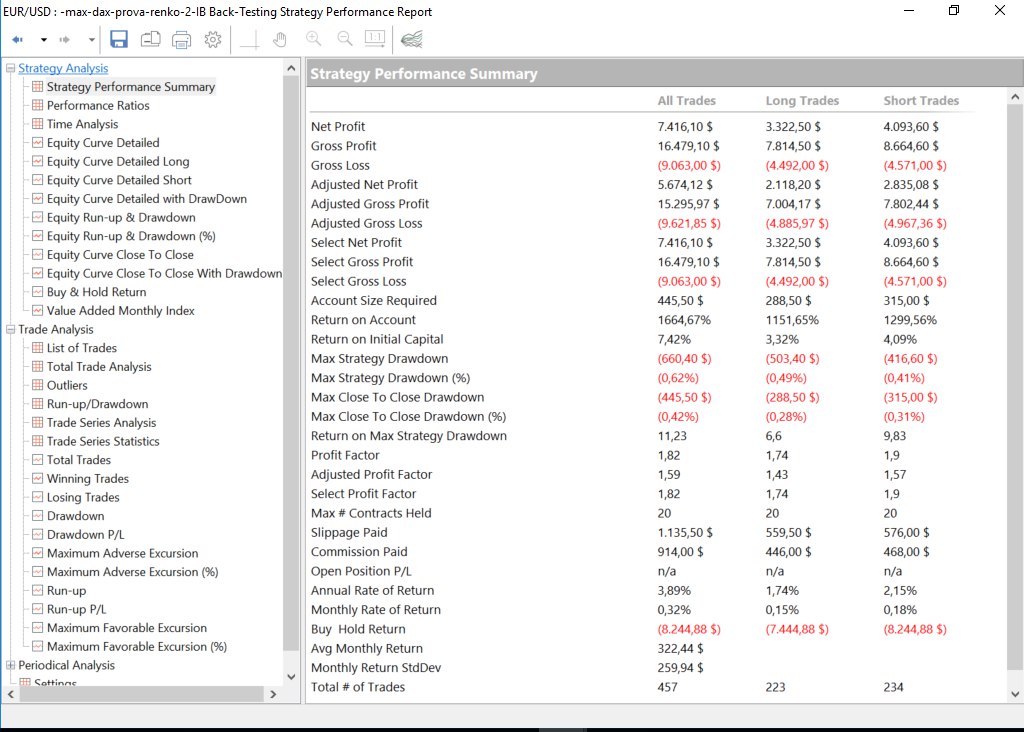 EUR/USD : -max-dax-prova-renko-2-IB Back-Testing Strategy Performance Report
Strategy Analysis
Strategy Performance Summary
Performance Ratios
Time Analysis
Equity Curve Detailed
Equity Curve Detailed Long
Equity Curve Detailed Short
Equity Curve Detailed with DrawDown
Equity Run-up & Drawdown
Equity Run-up & Drawdown (%)
Equity Curve Close To Close
Equity Curve Close To Close With Drawdown
Buy & Hold Return
Value Added Monthly Index
Trade Analysis
List of Trades
Total Trade Analysis
Outliers
Run-up/Drawdown
Trade Series Analysis
Trade Series Statistics
Total Trades
Winning Trades
Losing Trades
Drawdown
Drawdown P/L
Maximum Adverse Excursion
Maximum Adverse Excursion (%)
Run-up
Run-up P/L
Maximum Favorable Excursion
Maximum Favorable Excursion (%)
Periodical Analysis
Settings
Strategy Performance Summary
All Trades Long Trades Short Trades
Net Profit 7.416,10 $ 3.322,50 $ 4.093,60 $
Gross Profit 16.479,10 $ 7.814,50 $ 8.664,60 $
Gross Loss (9.063,00 $) (4.492,00 $) (4.571,00 $)
Adjusted Net Profit 5.674,12 $ 2.118,20 $ 2.835,08 $
Adjusted Gross Profit 15.295,97 $ 7.004,17 $ 7.802,44 $
Adjusted Gross Loss (9.621,85 $) (4.885,97 $) (4.967,36 $)
Select Net Profit 7.416,10 $ 3.322,50 $ 4.093,60 $
Select Gross Profit 16.479,10 $ 7.814,50 $ 8.664,60 $
Select Gross Loss (9.063,00 $) (4.492,00 $) (4.571,00 $)
Account Size Required 445,50 $ 288,50 $ 315,00 $
Return on Account 1664,67% 1151,65% 1299,56%
Return on Initial Capital 7,42% 3,32% 4,09%
Max Strategy Drawdown (660,40 $) (503,40 $) (416,60 $)
Max Strategy Drawdown (%) (0,62%) (0,49%) (0,41%)
Max Close To Close Drawdown (445,50 $) (288,50 $) (315,00 $)
Max Close To Close Drawdown (%) (0,42%) (0,28%) (0,31%)
Return on Max Strategy Drawdown 11,23 6,6 9,83
Profit Factor 1,82 1,74 1,9
Adjusted Profit Factor 1,59 1,43 1,57
Select Profit Factor 1,82 1,74 1,9
Max # Contracts Held 20 20 20
Slippage Paid 1.135,50 $ 559,50 $ 576,00 $
Commission Paid 914,00 $ 446,00 $ 468,00 $
Open Position P/L n/a n/a n/a
Annual Rate of Return 3,89% 1,74% 2,15%
Monthly Rate of Return 0,32% 0,15% 0,18%
Buy Hold Return (8.244,88 $) (7.444,88 $) (8.244,88 $)
Avg Monthly Return 322,44 $
Monthly Return StdDev 259,94 $
Total # of Trades 457 223 234